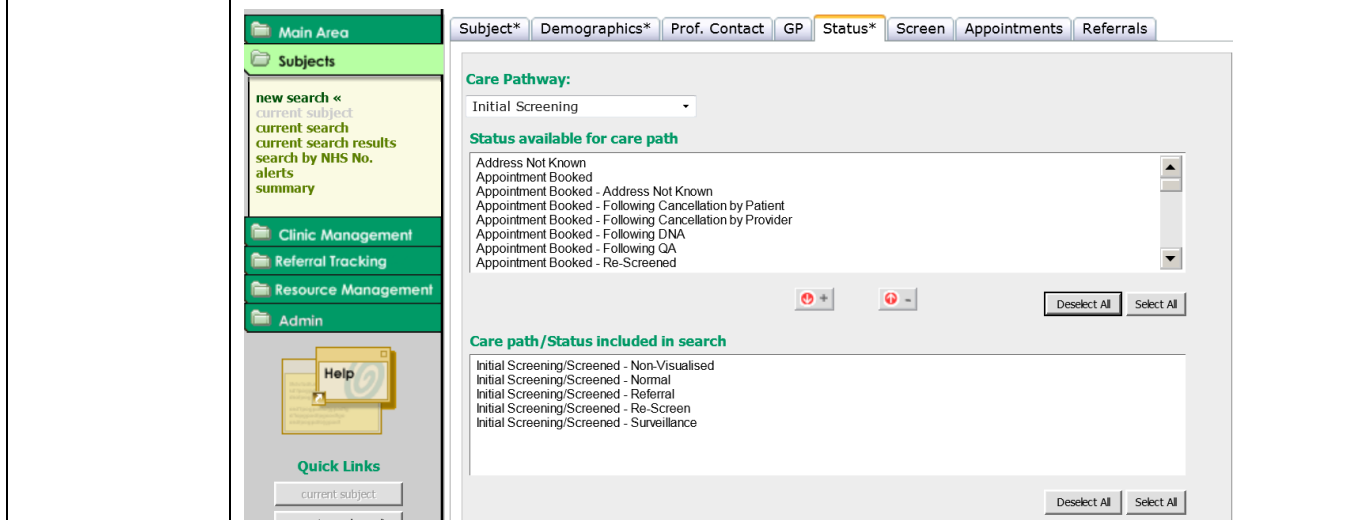 Main Area
Subjects
new search «
current subject
current search
current search results
search by NHS No.
alerts
summary
Clinic Management
Referral Tracking
Resource Management
Admin
Help
Quick Links
current subject
Subject* Demographics* Prof. Contact GP Status* Screen Appointments Referrals
Care Pathway:
Initial Screening
Status available for care path
Address Not Known
Appointment Booked
Appointment Booked - Address Not Known
Appointment Booked - Following Cancellation by Patient
Appointment Booked - Following Cancellation by Provider
Appointment Booked - Following DNA
Appointment Booked - Following QA
Appointment Booked - Re-Screened
+ -
Deselect All Select All
Care path/Status included in search
Initial Screening/Screened - Non-Visualised
Initial Screening/Screened - Normal
Initial Screening/Screened - Referral
Initial Screening/Screened - Re-Screen
Initial Screening/Screened - Surveillance
Deselect All Select All